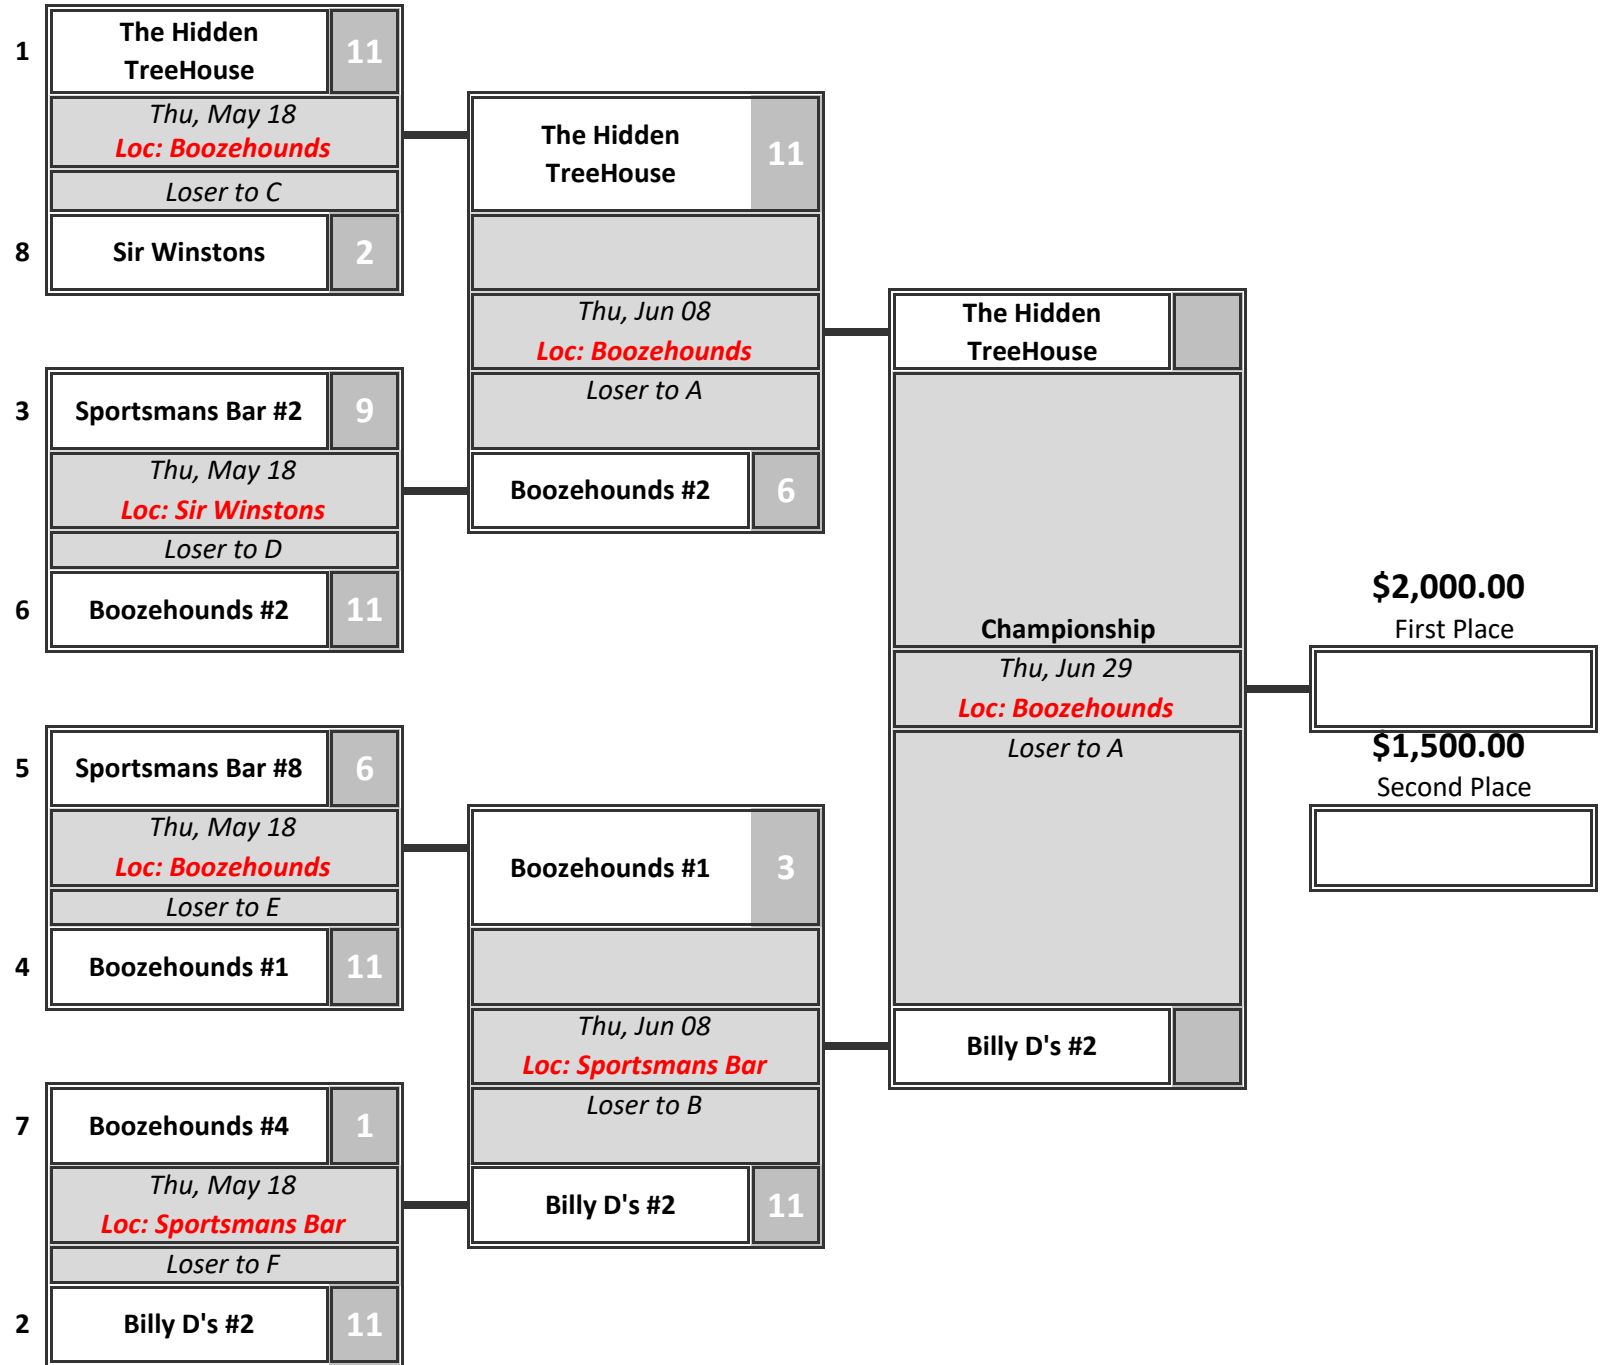 1
The Hidden
TreeHouse
11
Thu, May 18
Loc: Boozehounds
Loser to C
8
Sir Winstons
2
3
Sportsmans Bar #2
9
Thu, May 18
Loc: Sir Winstons
Loser to D
6
Boozehounds #2
11
5
Sportsmans Bar #8
6
Thu, May 18
Loc: Boozehounds
Loser to E
4
Boozehounds #1
11
7
Boozehounds #4
1
Thu, May 18
Loc: Sportsmans Bar
Loser to F
2
Billy D's #2
11
The Hidden
TreeHouse
11
Thu, Jun 08
Loc: Boozehounds
Loser to A
Boozehounds #2
6
Boozehounds #1
3
Thu, Jun 08
Loc: Sportsmans Bar
Loser to B
Billy D's #2
11
The Hidden
TreeHouse
Championship
Thu, Jun 29
Loc: Boozehounds
Loser to A
Billy D's #2
$2,000.00
First Place
$1,500.00
Second Place